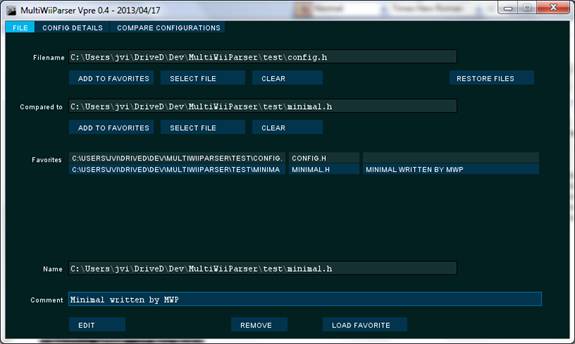 MultiWiiParser Vpre 0.4 - 2013/04/17
FILE CONFIG DETAILS COMPARE CONFIGURATIONS
Filename C:\Users\jvi\DriveD\Dev\MultiWiiParser\test\config.h
ADD TO FAVORITES SELECT FILE CLEAR RESTORE FILES
Compared to C:\Users\jvi\DriveD\Dev\MultiWiiParser\test\minimal.h
ADD TO FAVORITES SELECT FILE CLEAR
Favorites C:\USERS\JVI\DRIVED\DEV\MULTIWIIPARSER\TEST\CONFIG. CONFIG.H
C:\USERS\JVI\DRIVED\DEV\MULTIWIIPARSER\TEST\MINIMA MINIMAL.H MINIMAL WRITTEN BY MWP
Name C:\Users\jvi\DriveD\Dev\MultiWiiParser\test\minimal.h
Comment Minimal written by MWP
EDIT REMOVE LOAD FAVORITE